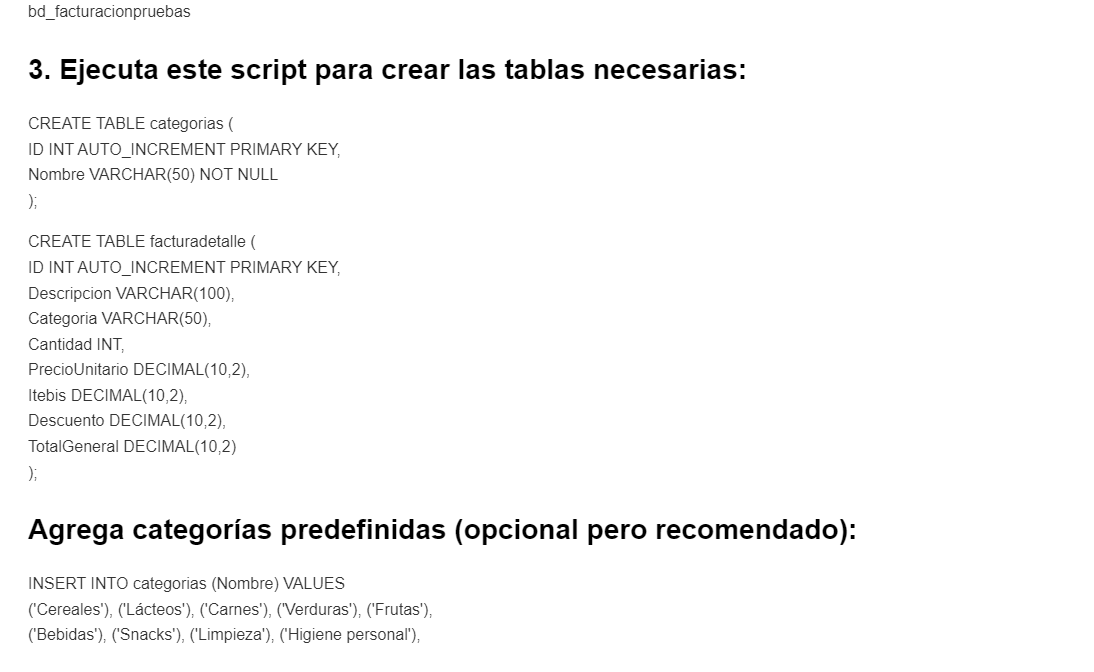 bd_facturacionpruebas
3. Ejecuta este script para crear las tablas necesarias:
CREATE TABLE categorias (
ID INT AUTO_INCREMENT PRIMARY KEY,
Nombre VARCHAR(50) NOT NULL
);
CREATE TABLE facturadetalle (
ID INT AUTO_INCREMENT PRIMARY KEY,
Descripcion VARCHAR(100),
Categoria VARCHAR(50),
Cantidad INT,
PrecioUnitario DECIMAL(10,2),
Itebis DECIMAL(10,2),
Descuento DECIMAL(10,2),
TotalGeneral DECIMAL(10,2)
);
Agrega categorías predefinidas (opcional pero recomendado):
INSERT INTO categorias (Nombre) VALUES
('Cereales'), ('Lácteos'), ('Carnes'), ('Verduras'), ('Frutas'),
('Bebidas'), ('Snacks'), ('Limpieza'), ('Higiene personal'),